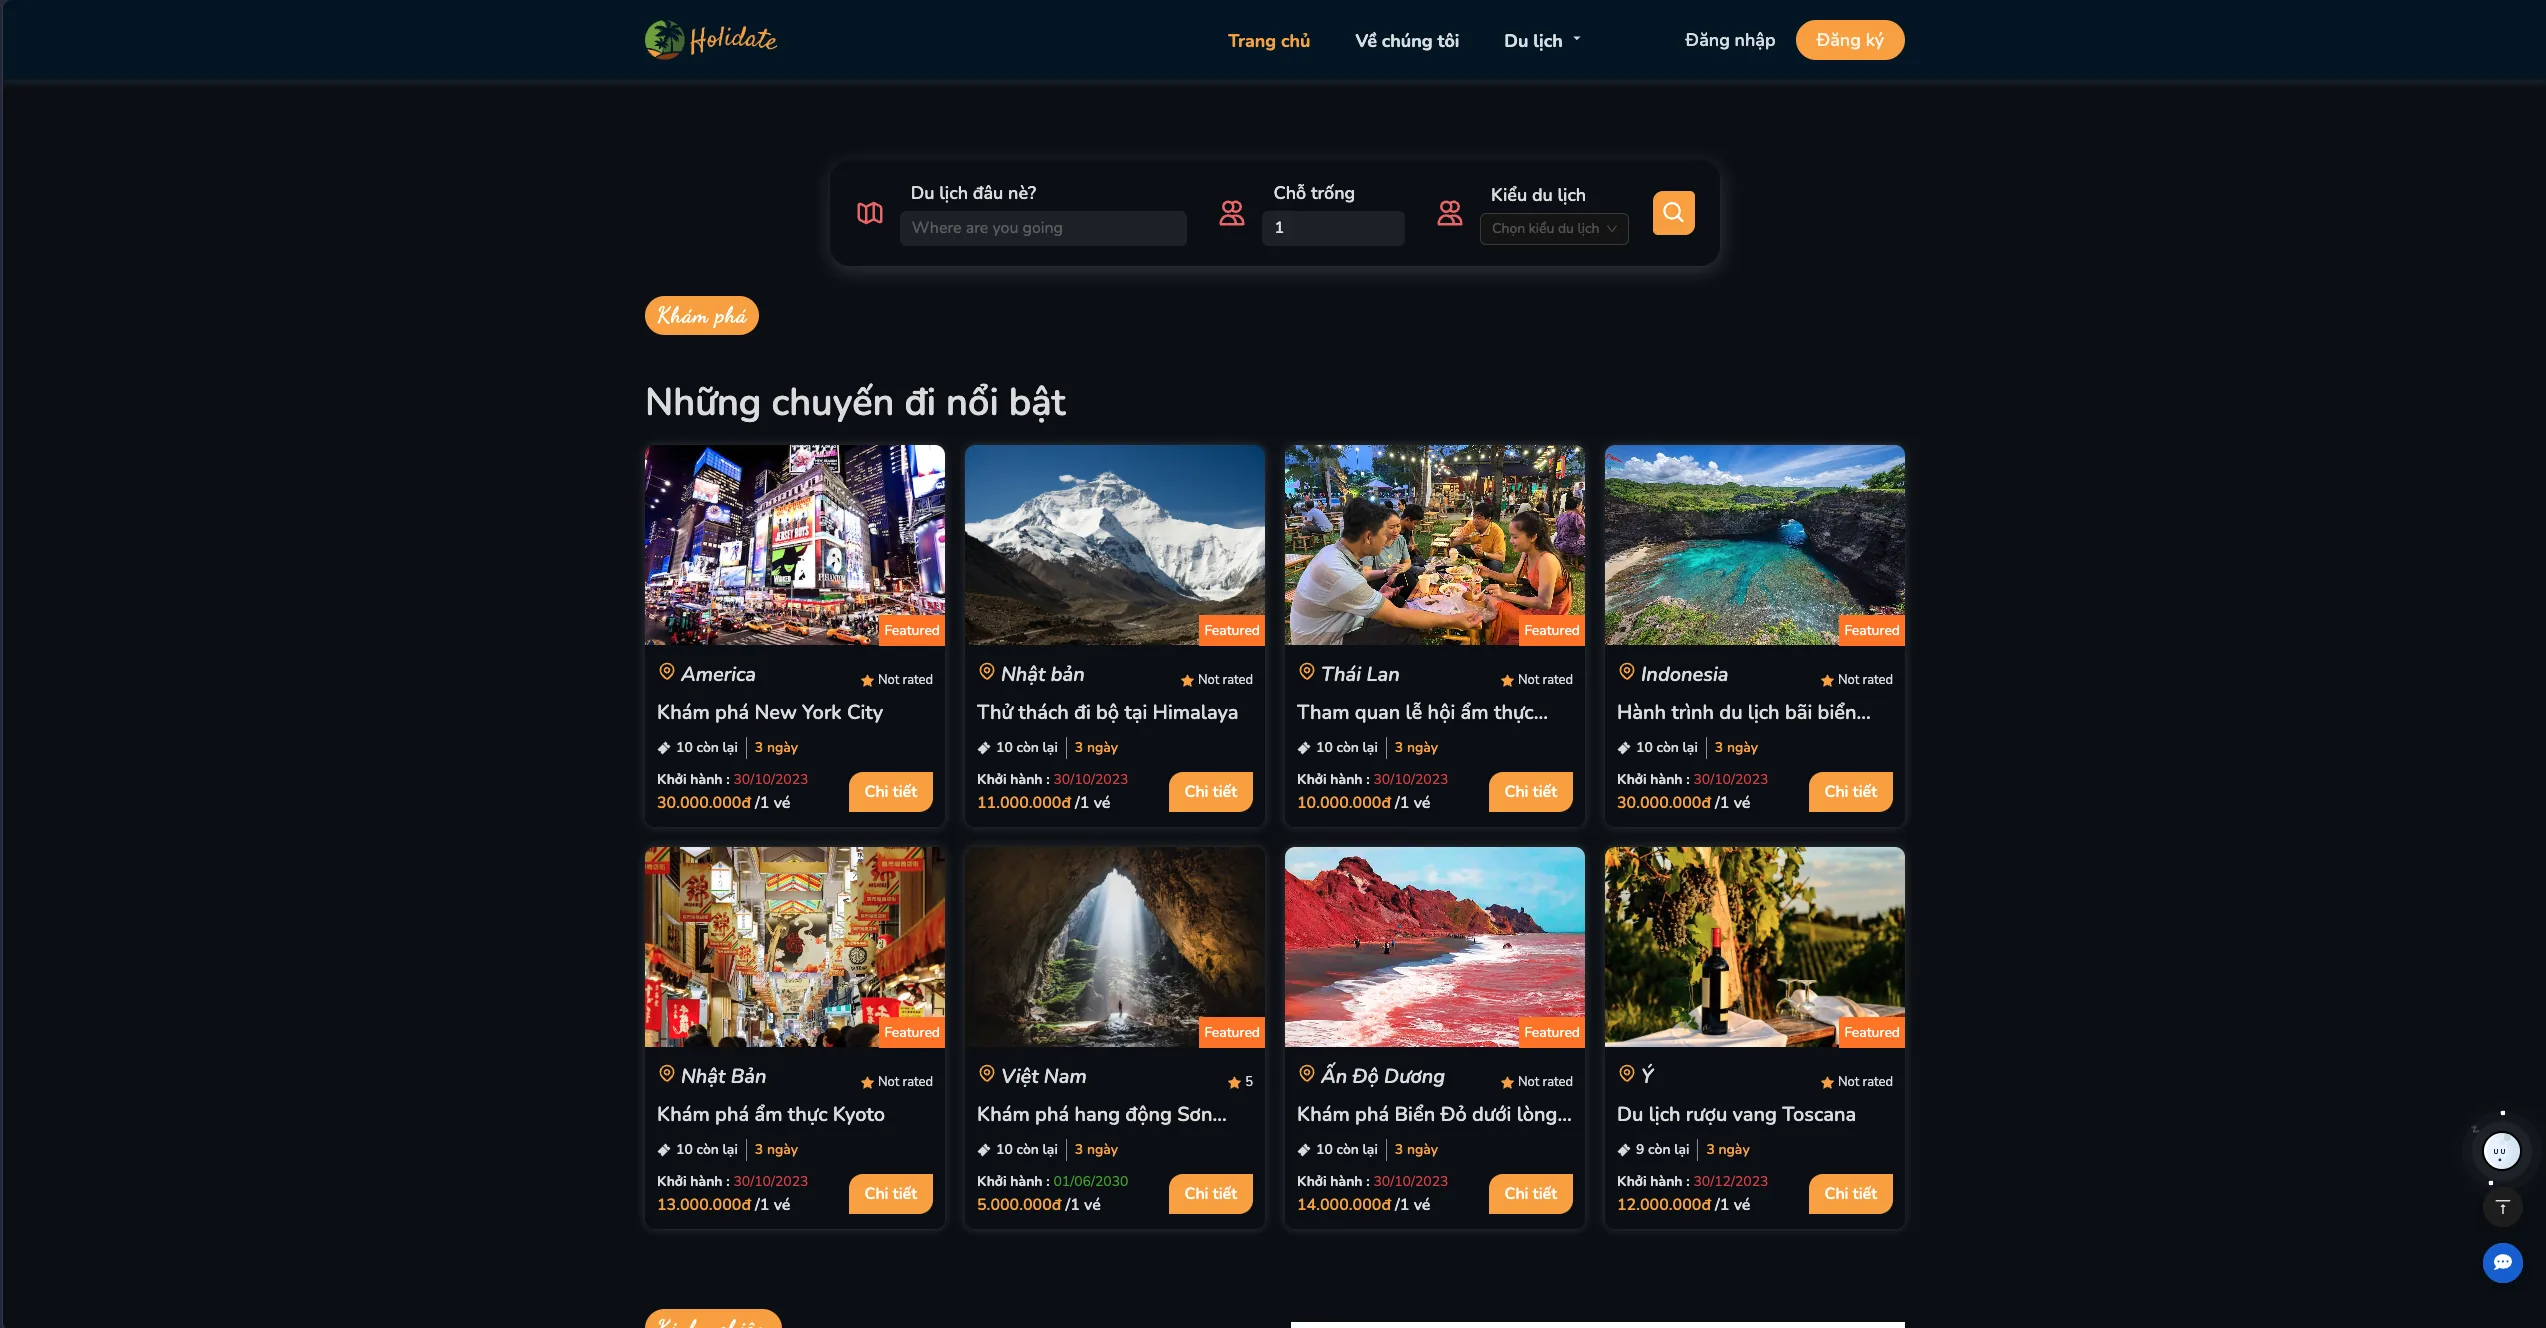 Holidate
Trang chủ
Về chúng tôi
Du lịch
Đăng nhập
Đăng ký
Du lịch đâu nè?
Where are you going
Chỗ trống
1
Kiểu du lịch
Chọn kiểu du lịch
Khám phá
Những chuyến đi nổi bật
JERSEY BOYS
WICKED
Featured
America
Not rated
Khám phá New York City
10 còn lại
3 ngày
Khởi hành : 30/10/2023
30.000.000đ /1 vé
Chi tiết
Featured
Nhật bản
Not rated
Thử thách đi bộ tại Himalaya
10 còn lại
3 ngày
Khởi hành : 30/10/2023
11.000.000đ /1 vé
Chi tiết
Featured
Thái Lan
Not rated
Tham quan lễ hội ẩm thực...
10 còn lại
3 ngày
Khởi hành : 30/10/2023
10.000.000đ /1 vé
Chi tiết
Featured
Indonesia
Not rated
Hành trình du lịch bãi biển...
10 còn lại
3 ngày
Khởi hành : 30/10/2023
30.000.000đ /1 vé
Chi tiết
Featured
Nhật Bản
Not rated
Khám phá ẩm thực Kyoto
10 còn lại
3 ngày
Khởi hành : 30/10/2023
13.000.000đ /1 vé
Chi tiết
Featured
Việt Nam
5
Khám phá hang động Sơn...
10 còn lại
3 ngày
Khởi hành : 01/06/2030
5.000.000đ /1 vé
Chi tiết
Featured
Ấn Độ Dương
Not rated
Khám phá Biển Đỏ dưới lòng...
10 còn lại
3 ngày
Khởi hành : 30/10/2023
14.000.000đ /1 vé
Chi tiết
Featured
Ý
Not rated
Du lịch rượu vang Toscana
9 còn lại
3 ngày
Khởi hành : 30/12/2023
12.000.000đ /1 vé
Chi tiết